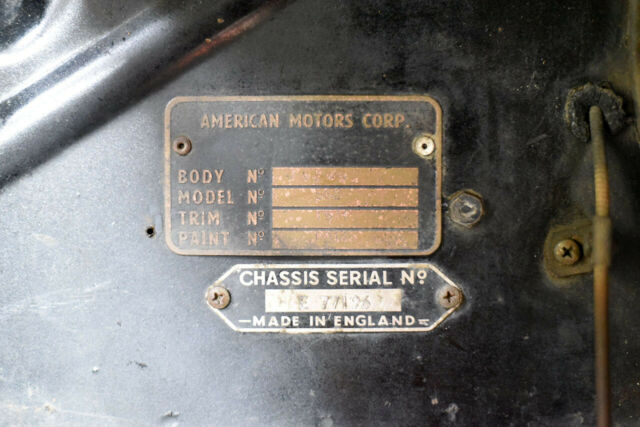 AMERICAN MOTORS CORP.
BODY Nº
MODEL Nº
TRIM Nº
PAINT Nº
CHASSIS SERIAL Nº
MADE IN ENGLAND